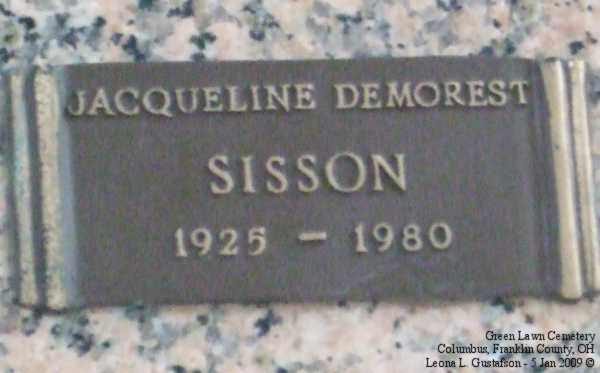 JACQUELINE DEMOREST
SISSON
1925 – 1980
Green Lawn Cemetery
Columbus, Franklin County, OH
Leona L. Gustafson - 5 Jan 2009 ©